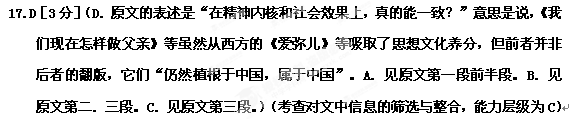 17.D [3 分] (D. 原文的表述是“在精神内核和社会效果上，真的能一致？”意思是说,《我
们现在怎样做父亲》等虽然从西方的《爱弥儿》等吸取了思想文化养分，但前者并非
后者的翻版，它们“仍然植根于中国，属于中国”。A. 见原文第一段前半段。B. 见
原文第二．三段。C. 见原文第三段。) (考查对文中信息的筛选与整合，能力层级为 C)